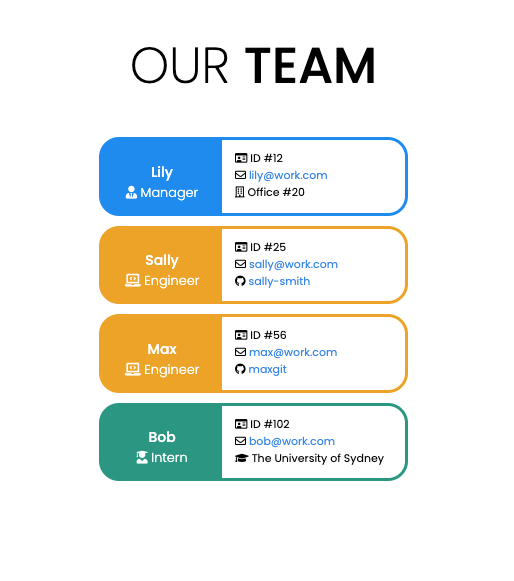 OUR TEAM
Lily
Manager
ID #12
lily@work.com
Office #20
Sally
Engineer
ID #25
sally@work.com
sally-smith
Max
Engineer
ID #56
max@work.com
maxgit
Bob
Intern
ID #102
bob@work.com
The University of Sydney